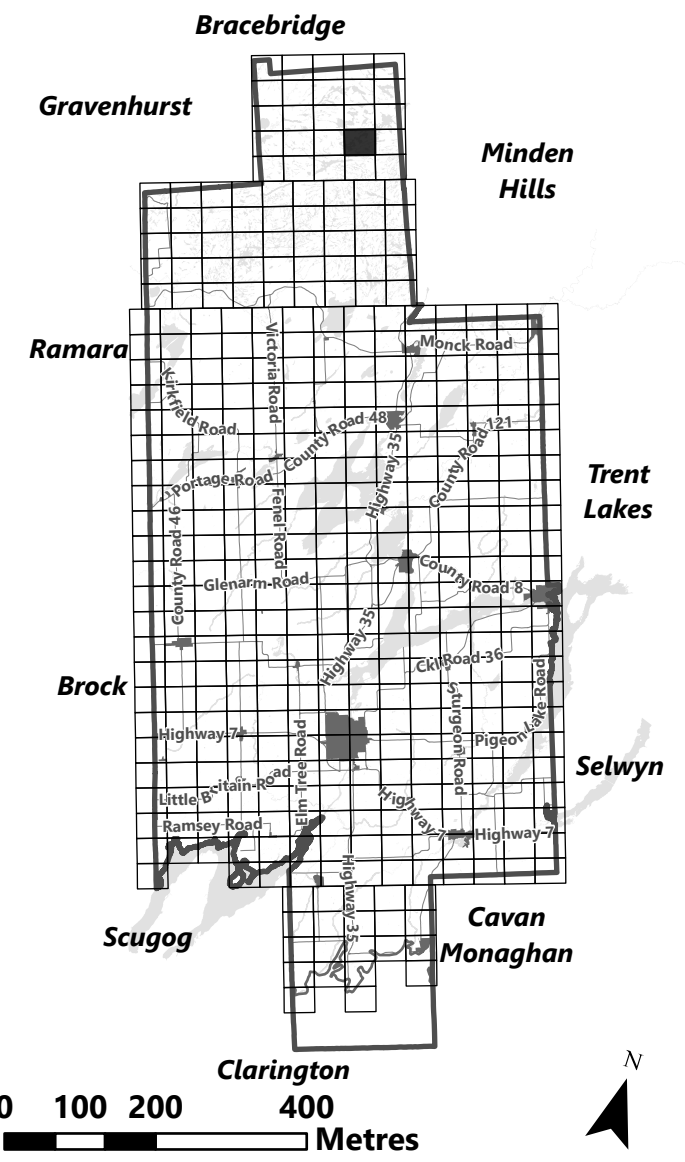 Bracebridge
Gravenhurst
Minden
Hills
Ramara
Monck Road
Victoria Road
Kirkfield Road
County Road 48
County Road 121
Highway 35
Portage Road
Trent
Lakes
Fenel Road
County Road 46
Glenarm Road
County Road 8
Highway 35
Ckl Road 36
Brock
Sturgeon Road
Pigeon Lake Road
Highway 7
Elm Tree Road
Selwyn
Little Britain Road
Highway 7
Ramsey Road
Highway 7
Highway 35
Scugog
Cavan
Monaghan
Clarington
N
0 100 200 400
Metres